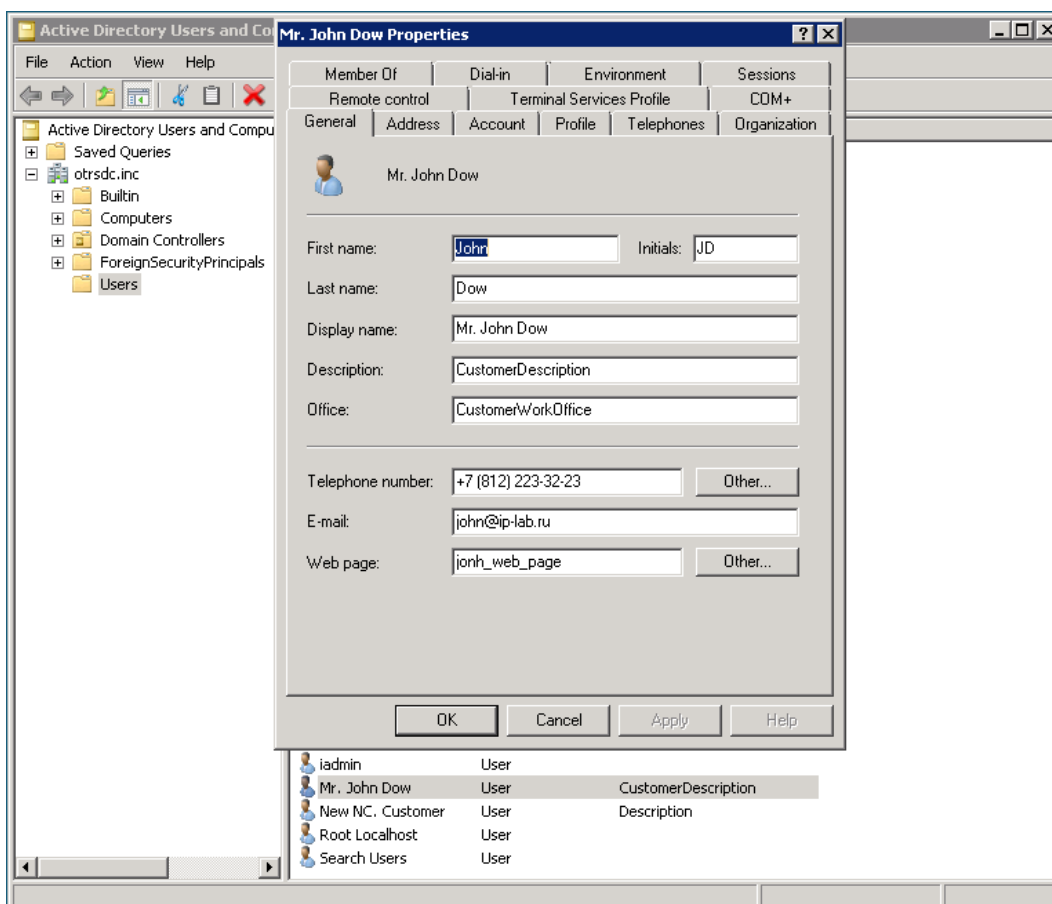 Active Directory Users and Co
Mr. John Dow Properties
File Action View Help
Member Of Dial-in Environment Sessions
Remote control Terminal Services Profile COM+
General Address Account Profile Telephones Organization
Active Directory Users and Compu
Saved Queries
otrsdc.inc
Builtin
Computers
Domain Controllers
ForeignSecurityPrincipals
Users
Mr. John Dow
First name: John Initials: JD
Last name: Dow
Display name: Mr. John Dow
Description: CustomerDescription
Office: CustomerWorkOffice
Telephone number: +7 (812) 223-32-23 Other...
E-mail: john@ip-lab.ru
Web page: jonh_web_page Other...
OK Cancel Apply Help
iadmin User
Mr. John Dow User CustomerDescription
New NC. Customer User Description
Root Localhost User
Search Users User